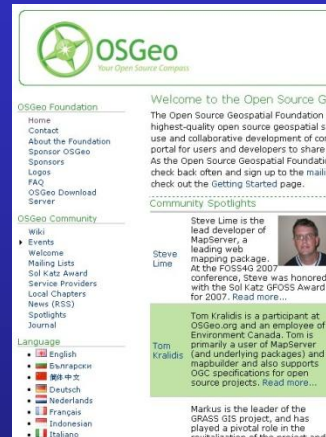 OSGeo
Your Open Source Compass
OSGeo Foundation
Home
Contact
About the Foundation
Sponsor OSGeo
Sponsors
Logos
FAQ
OSGeo Download
Server
OSGeo Community
Wiki
Events
Welcome
Mailing Lists
Sol Katz Award
Service Providers
Local Chapters
News (RSS)
Spotlights
Journal
Language
English
Български
简体中文
Deutsch
Nederlands
Français
Indonesian
Italiano
Welcome to the Open Source G
The Open Source Geospatial Foundation
highest-quality open source geospatial s
use and collaborative development of co
portal for users and developers to share
As the Open Source Geospatial Foundatio
check back often and sign up to the maili
check out the Getting Started page.
Community Spotlights
Steve Lime
Steve Lime is the
lead developer of
MapServer, a
leading web
mapping package.
At the FOSS4G 2007
conference, Steve was honored
with the Sol Katz GFOSS Award
for 2007. Read more...
Tom Kralidis
Tom Kralidis is a participant at
OSGeo.org and an employee of
Environment Canada. Tom is
primarily a user of MapServer
(and underlying packages) and
mapbuilder and also supports
OGC specifications for open
source projects. Read more...
Markus is the leader of the
GRASS GIS project, and has
played a pivotal role in the